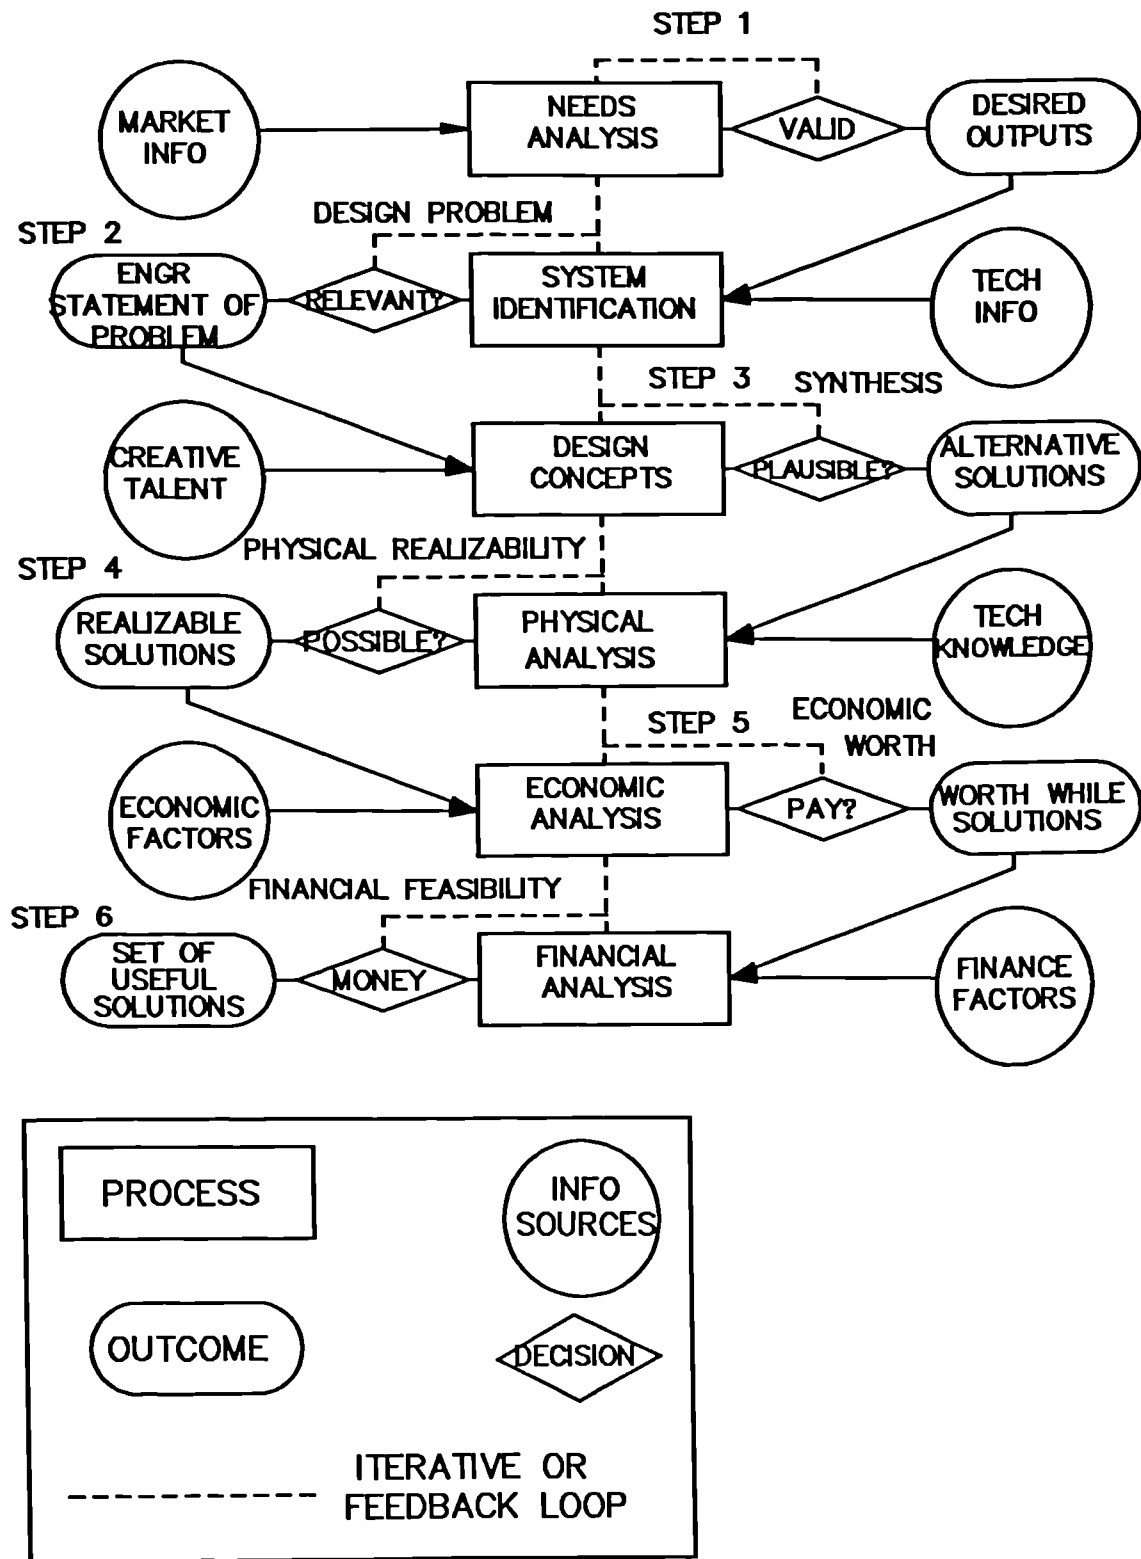 STEP 1
MARKET
INFO
NEEDS
ANALYSIS
VALID
DESIRED
OUTPUTS
DESIGN PROBLEM
STEP 2
ENGR
STATEMENT OF
PROBLEM
RELEVANT?
SYSTEM
IDENTIFICATION
TECH
INFO
STEP 3
SYNTHESIS
CREATIVE
TALENT
DESIGN
CONCEPTS
PLAUSIBLE?
ALTERNATIVE
SOLUTIONS
PHYSICAL REALIZABILITY
STEP 4
REALIZABLE
SOLUTIONS
POSSIBLE?
PHYSICAL
ANALYSIS
TECH
KNOWLEDGE
STEP 5
ECONOMIC
WORTH
ECONOMIC
FACTORS
ECONOMIC
ANALYSIS
PAY?
WORTH WHILE
SOLUTIONS
FINANCIAL FEASIBILITY
STEP 6
SET OF
USEFUL
SOLUTIONS
MONEY
FINANCIAL
ANALYSIS
FINANCE
FACTORS
PROCESS
INFO
SOURCES
OUTCOME
DECISION
ITERATIVE OR
FEEDBACK LOOP